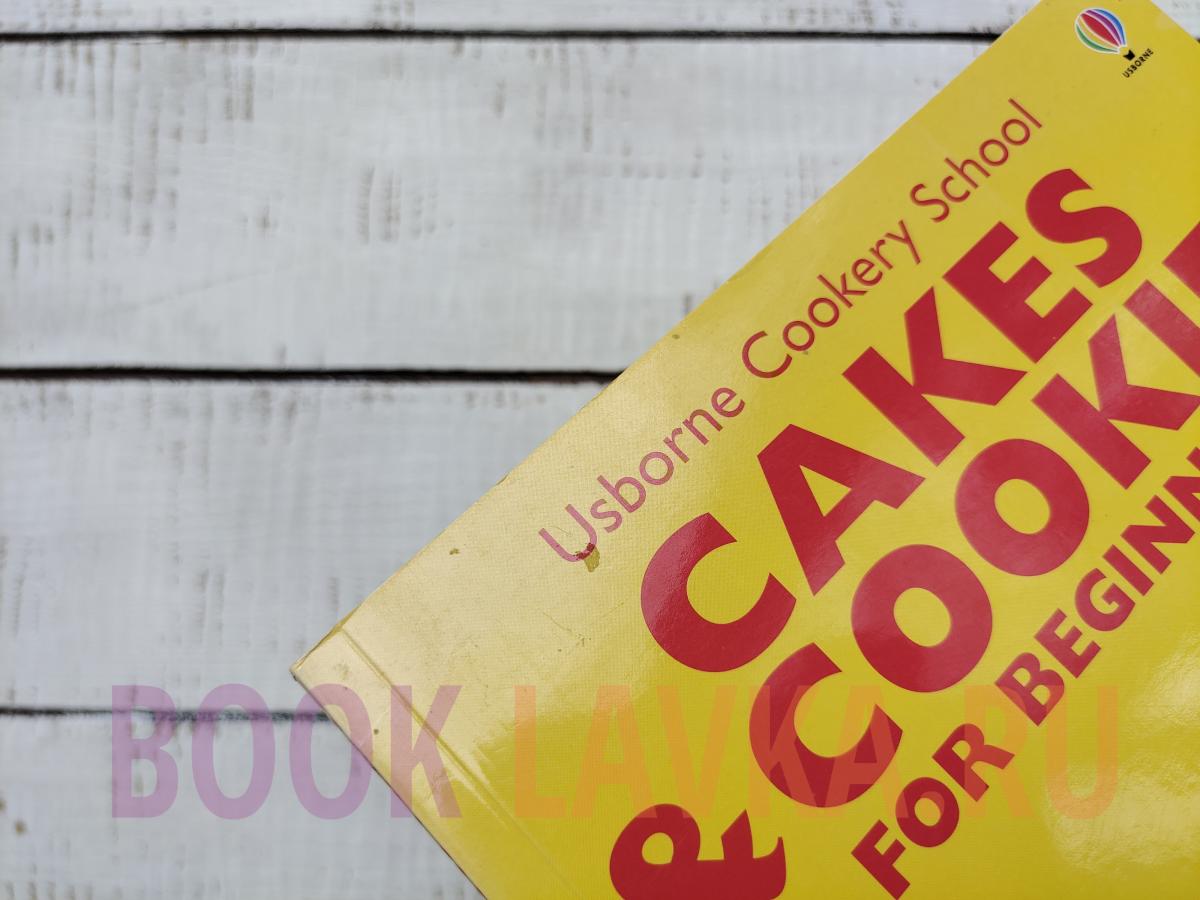 USBORNE
Usborne Cookery School
CAKES
& COOKI
FOR BEGINN
BOOK LAVKA.RU